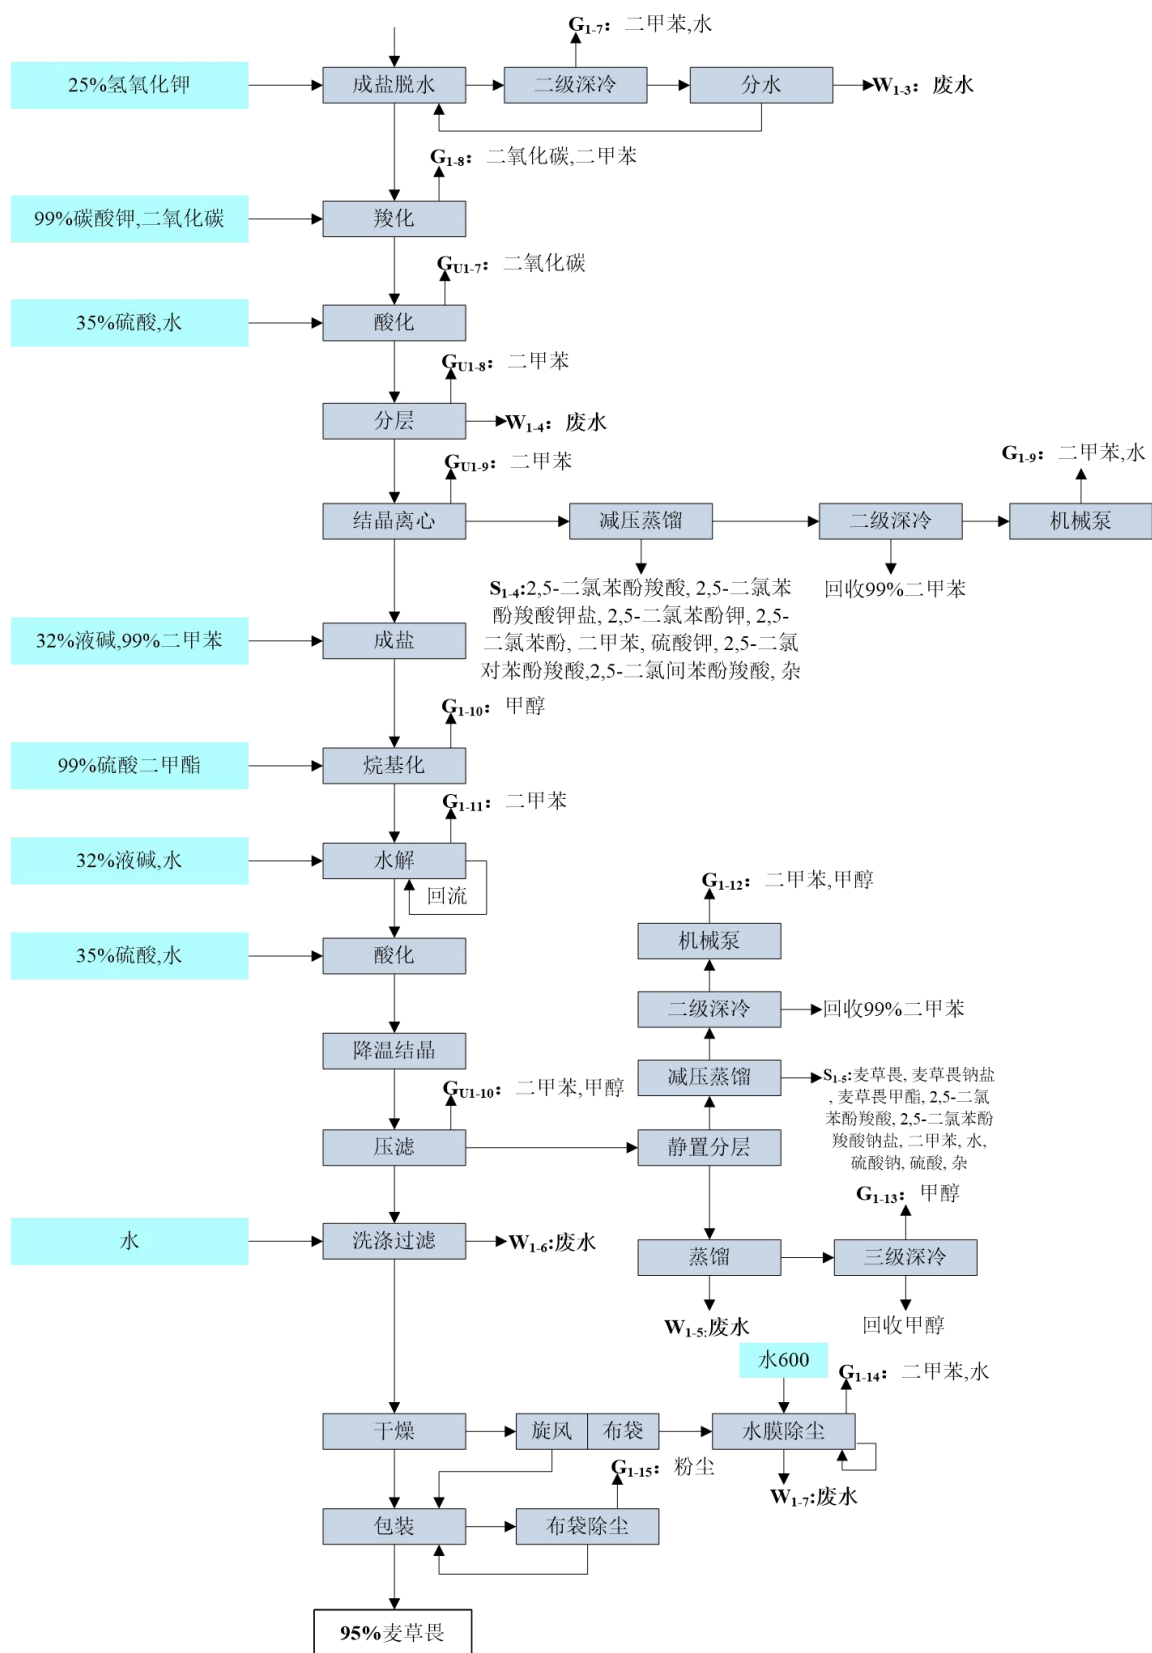 G1-7：二甲苯,水
25%氢氧化钾
成盐脱水
二级深冷
分水
W1-3：废水
G1-8：二氧化碳,二甲苯
99%碳酸钾,二氧化碳
羧化
GU1-7：二氧化碳
35%硫酸,水
酸化
GU1-8：二甲苯
分层
W1-4：废水
GU1-9：二甲苯
G1-9：二甲苯,水
结晶离心
减压蒸馏
二级深冷
机械泵
S1-4:2,5-二氯苯酚羧酸, 2,5-二氯苯
酚羧酸钾盐, 2,5-二氯苯酚钾, 2,5-
二氯苯酚, 二甲苯, 硫酸钾, 2,5-二氯
对苯酚羧酸,2,5-二氯间苯酚羧酸, 杂
回收99%二甲苯
32%液碱,99%二甲苯
成盐
G1-10：甲醇
99%硫酸二甲酯
烷基化
G1-11：二甲苯
32%液碱,水
水解
回流
G1-12：二甲苯,甲醇
机械泵
35%硫酸,水
酸化
二级深冷
回收99%二甲苯
降温结晶
减压蒸馏
S1-5:麦草畏, 麦草畏钠盐
, 麦草畏甲酯, 2,5-二氯
苯酚羧酸, 2,5-二氯苯酚
羧酸钠盐, 二甲苯, 水,
硫酸钠, 硫酸, 杂
GU1-10：二甲苯,甲醇
压滤
静置分层
G1-13：甲醇
水
洗涤过滤
W1-6:废水
蒸馏
三级深冷
W1-5:废水
回收甲醇
水600
G1-14：二甲苯,水
干燥
旋风
布袋
水膜除尘
G1-15：粉尘
W1-7:废水
包装
布袋除尘
95%麦草畏